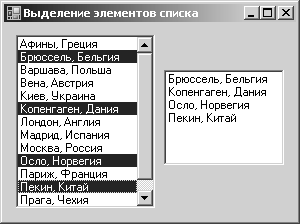 Выделение элементов списка
Афины, Греция
Брюссель, Бельгия
Варшава, Польша
Вена, Австрия
Киев, Украина
Копенгаген, Дания
Лондон, Англия
Мадрид, Испания
Москва, Россия
Осло, Норвегия
Париж, Франция
Пекин, Китай
Прага, Чехия
Брюссель, Бельгия
Копенгаген, Дания
Осло, Норвегия
Пекин, Китай